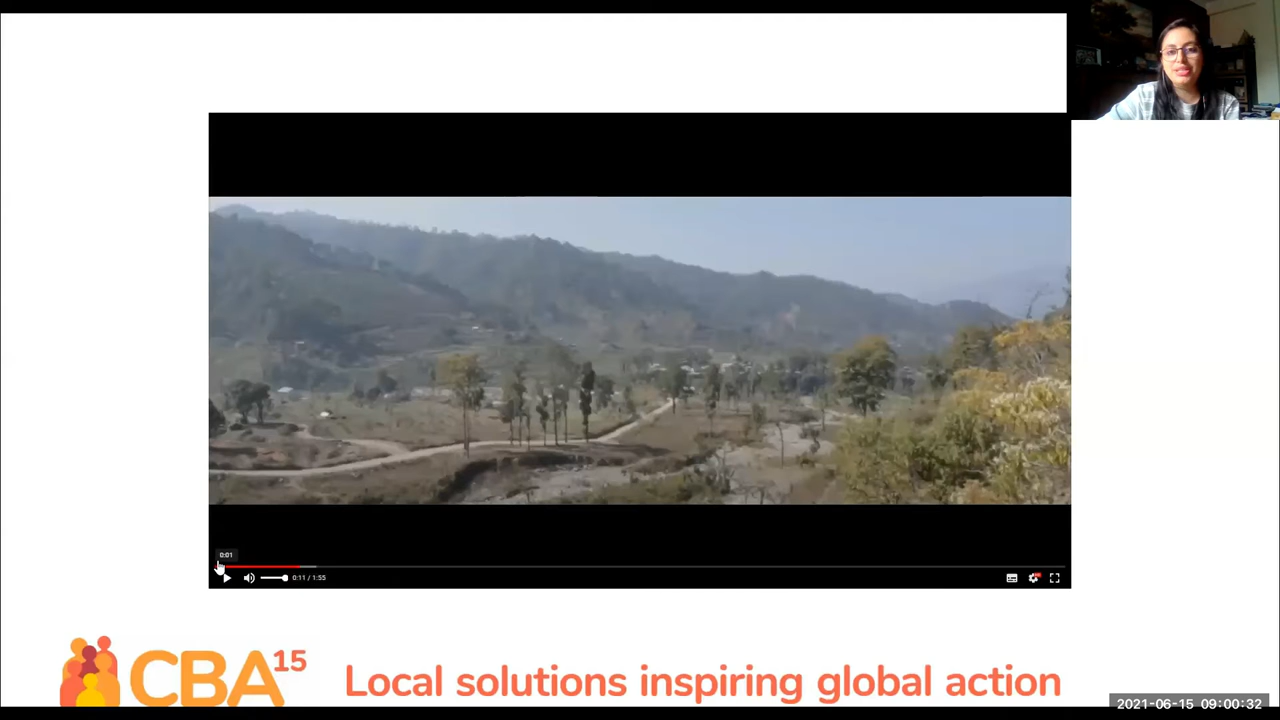 0:01
0:11 / 1:55
CBA15
Local solutions inspiring global action
2021-06-15 09:00:32